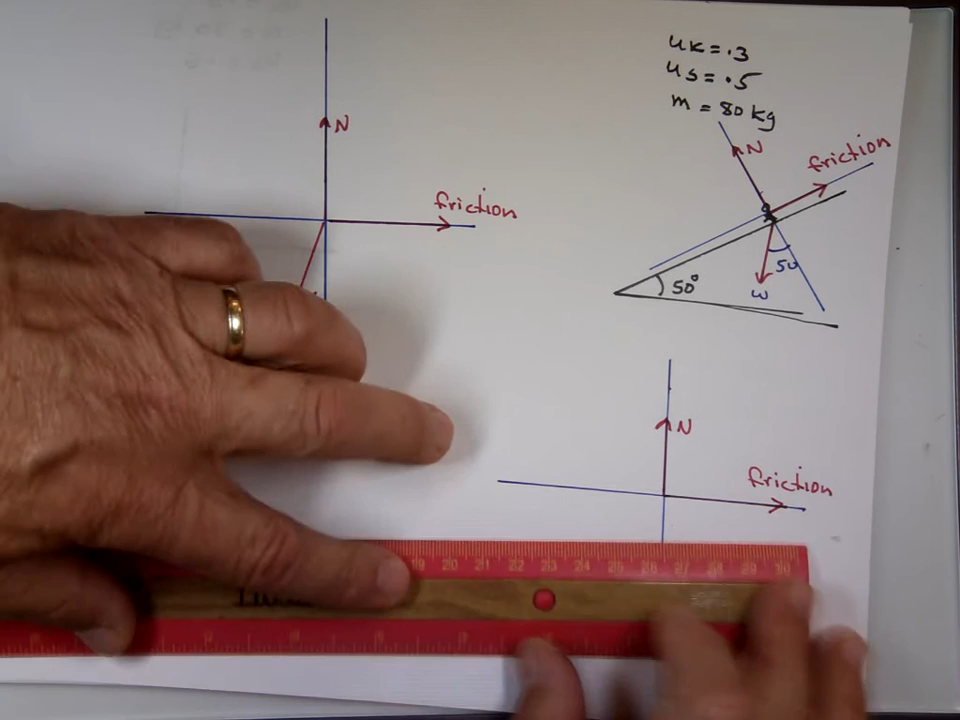 uk = .3
us = .5
m = 80 kg
N
friction
N
friction
50
50°
w
N
friction
19 20 21 22 23 24 25 26 27 28 29 30